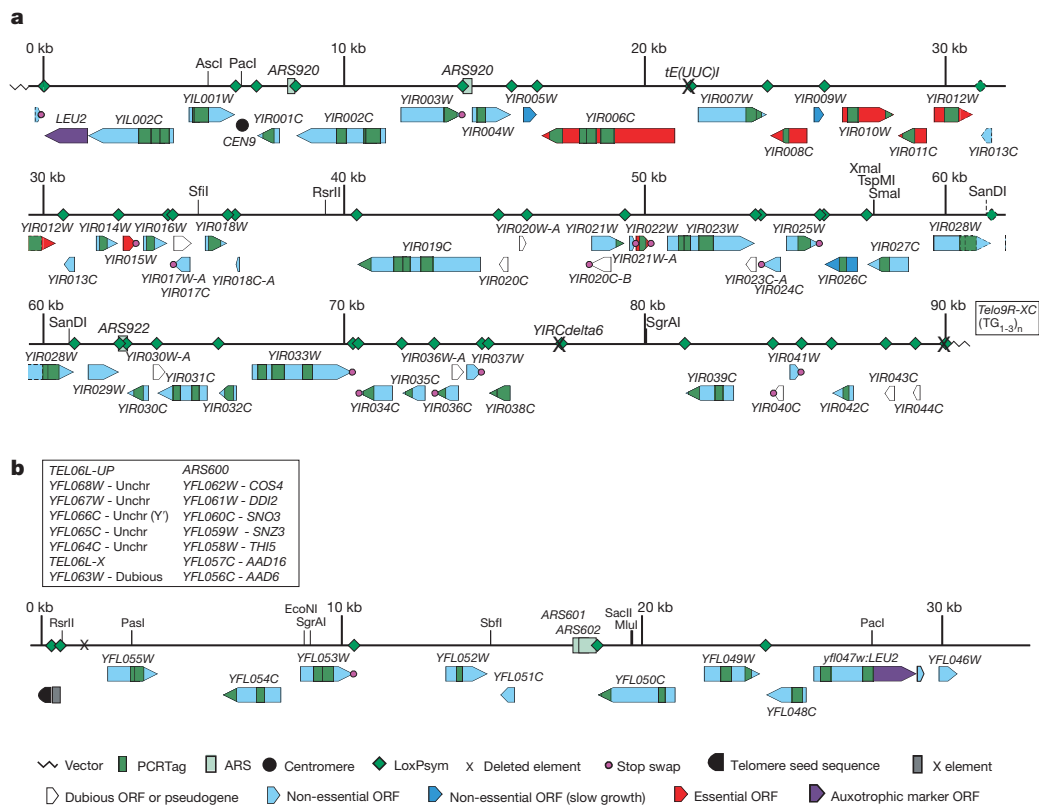 a
0 kb 10 kb 20 kb 30 kb
AscI PacI ARS920 ARS920 tE(UUC)I
YIL001W YIR003W YIR005W YIR007W YIR009W YIR012W
LEU2 YIL002C CEN9 YIR001C YIR002C YIR004W YIR006C YIR008C YIR010W YIR011C YIR013C
30 kb 40 kb 50 kb 60 kb
SfiI RsrII XmaI TspMI SmaI SanDI
YIR012W YIR014W YIR016W YIR018W YIR020W-A YIR021W YIR022W YIR023W YIR025W YIR028W
YIR013C YIR015W YIR017W-A YIR017C YIR018C-A YIR019C YIR020C YIR020C-B YIR021W-A YIR023C-A YIR024C YIR026C YIR027C
60 kb 70 kb 80 kb 90 kb
SanDI ARS922 YIRCdelta6 SgrAI Telo9R-XC
(TG1-3)n
YIR028W YIR030W-A YIR033W YIR036W-A YIR037W YIR041W
YIR029W YIR030C YIR031C YIR032C YIR034C YIR035C YIR036C YIR038C YIR039C YIR040C YIR042C YIR043C YIR044C
b
TEL06L-UP ARS600
YFL068W - Unchr YFL062W - COS4
YFL067W - Unchr YFL061W - DDI2
YFL066C - Unchr (Y') YFL060C - SNO3
YFL065C - Unchr YFL059W - SNZ3
YFL064C - Unchr YFL058W - THI5
TEL06L-X YFL057C - AAD16
YFL063W - Dubious YFL056C - AAD6
0 kb 10 kb 20 kb 30 kb
RsrII X PasI EcoNI SgrAI SbfI ARS601 ARS602 SacII MluI PacI
YFL055W YFL053W YFL052W YFL049W yfl047w:LEU2 YFL046W
YFL054C YFL051C YFL050C YFL048C
Vector PCRTag ARS Centromere LoxPsym X Deleted element Stop swap Telomere seed sequence X element
Dubious ORF or pseudogene Non-essential ORF Non-essential ORF (slow growth) Essential ORF Auxotrophic marker ORF